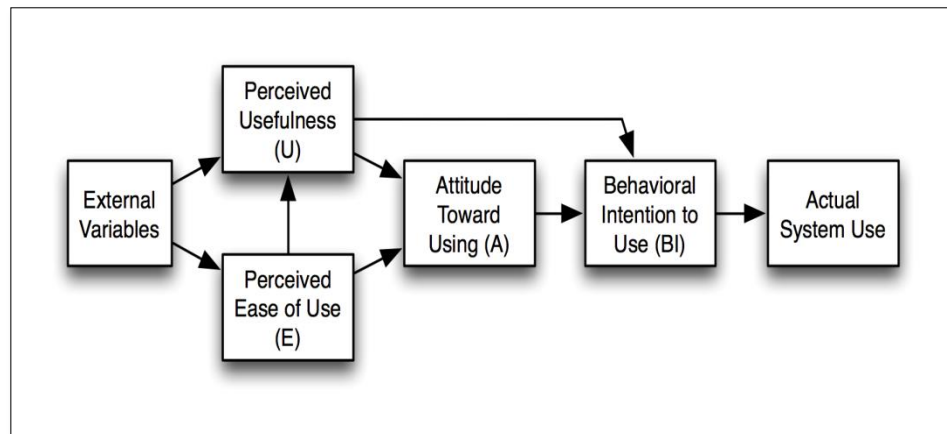 External
Variables
Perceived
Usefulness
(U)
Perceived
Ease of Use
(E)
Attitude
Toward
Using (A)
Behavioral
Intention to
Use (BI)
Actual
System Use